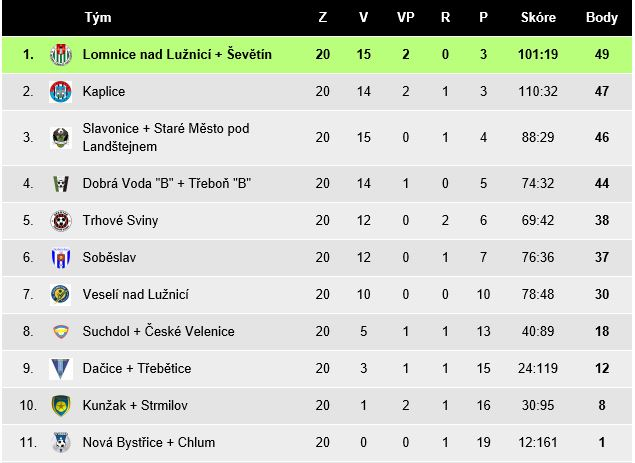 Tým Z V VP R P Skóre Body
1. Lomnice nad Lužnicí + Ševětín 20 15 2 0 3 101:19 49
2. Kaplice 20 14 2 1 3 110:32 47
3. Slavonice + Staré Město pod
Landštejnem 20 15 0 1 4 88:29 46
4. Dobrá Voda "B" + Třeboň "B" 20 14 1 0 5 74:32 44
5. Trhové Sviny 20 12 0 2 6 69:42 38
6. Soběslav 20 12 0 1 7 76:36 37
7. Veselí nad Lužnicí 20 10 0 0 10 78:48 30
8. Suchdol + České Velenice 20 5 1 1 13 40:89 18
9. Dačice + Třebětice 20 3 1 1 15 24:119 12
10. Kunžak + Strmilov 20 1 2 1 16 30:95 8
11. Nová Bystřice + Chlum 20 0 0 1 19 12:161 1